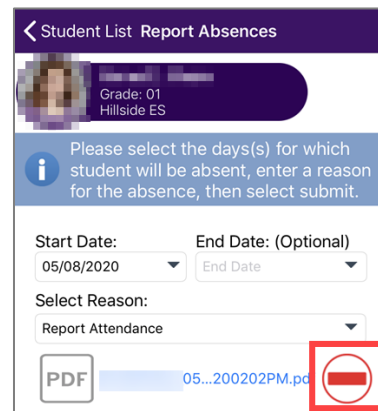 Student List Report Absences
Grade: 01
Hillside ES
Please select the days(s) for which
student will be absent, enter a reason
for the absence, then select submit.
Start Date: End Date: (Optional)
05/08/2020 End Date
Select Reason:
Report Attendance
PDF 05...200202PM.pd